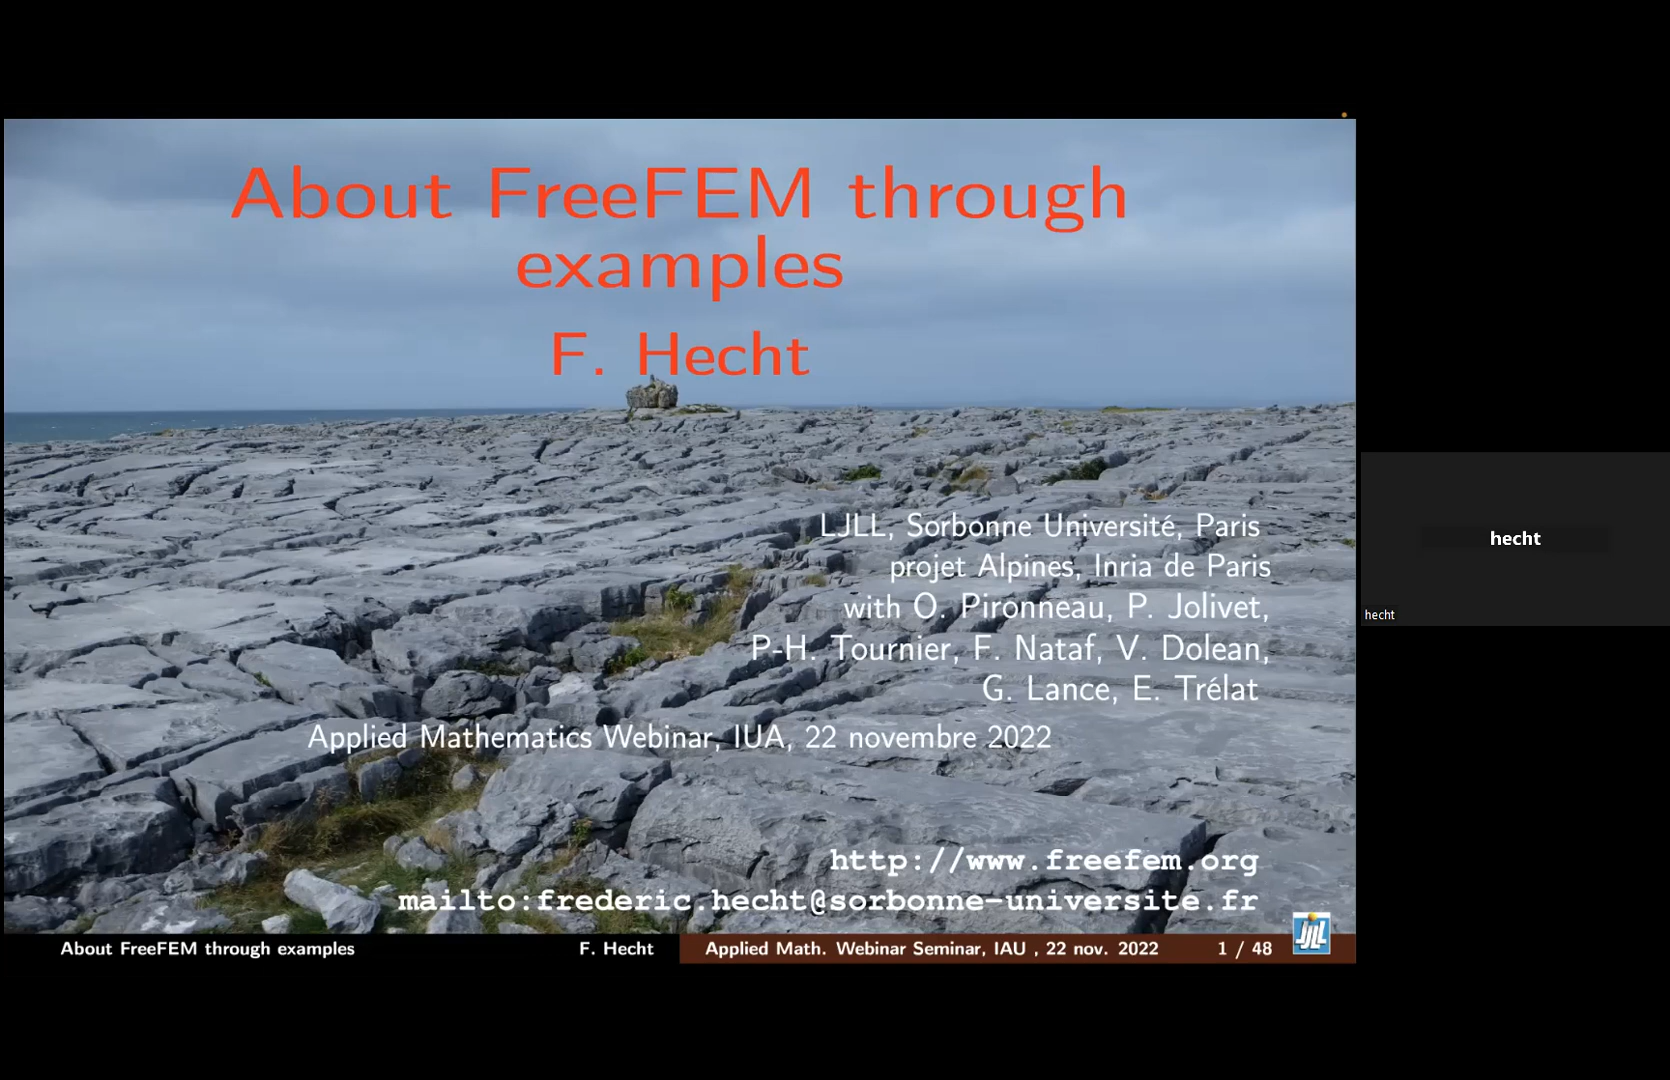 About FreeFEM through
examples
F. Hecht
LJLL, Sorbonne Université, Paris
projet Alpines, Inria de Paris
with O. Pironneau, P. Jolivet,
P-H. Tournier, F. Nataf, V. Dolean,
G. Lance, E. Trélat
Applied Mathematics Webinar, IUA, 22 novembre 2022
http://www.freefem.org
mailto:frederic.hecht@sorbonne-universite.fr
About FreeFEM through examples F. Hecht Applied Math. Webinar Seminar, IAU , 22 nov. 2022 1 / 48
LJLL
hecht
hecht